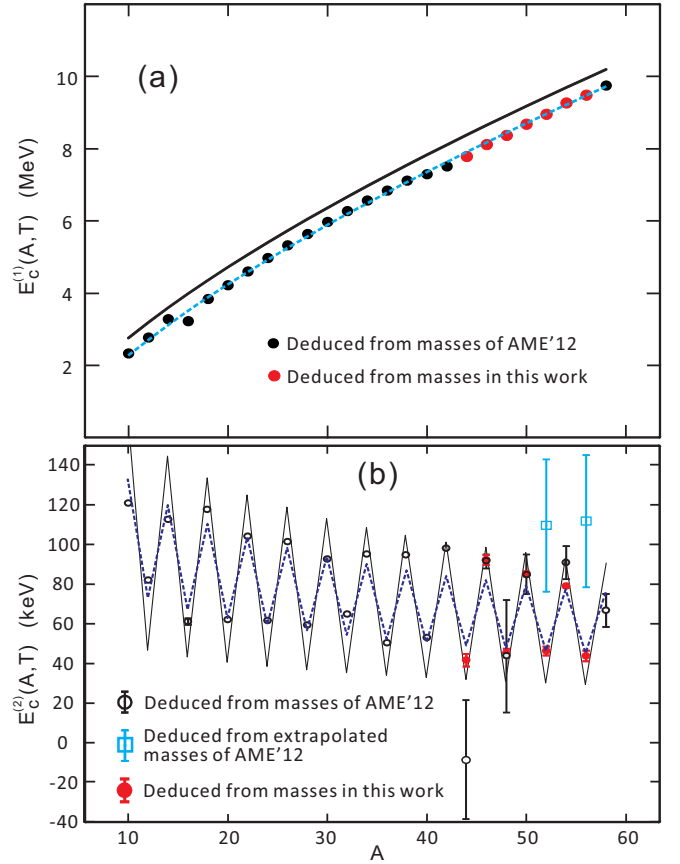 (a)
10
8
6
4
2
E_C^(1)(A,T) (MeV)
Deduced from masses of AME'12
Deduced from masses in this work
(b)
140
120
100
80
60
40
20
0
-20
-40
E_C^(2)(A,T) (keV)
Deduced from masses of AME'12
Deduced from extrapolated
masses of AME'12
Deduced from masses in this work
10 20 30 40 50 60
A